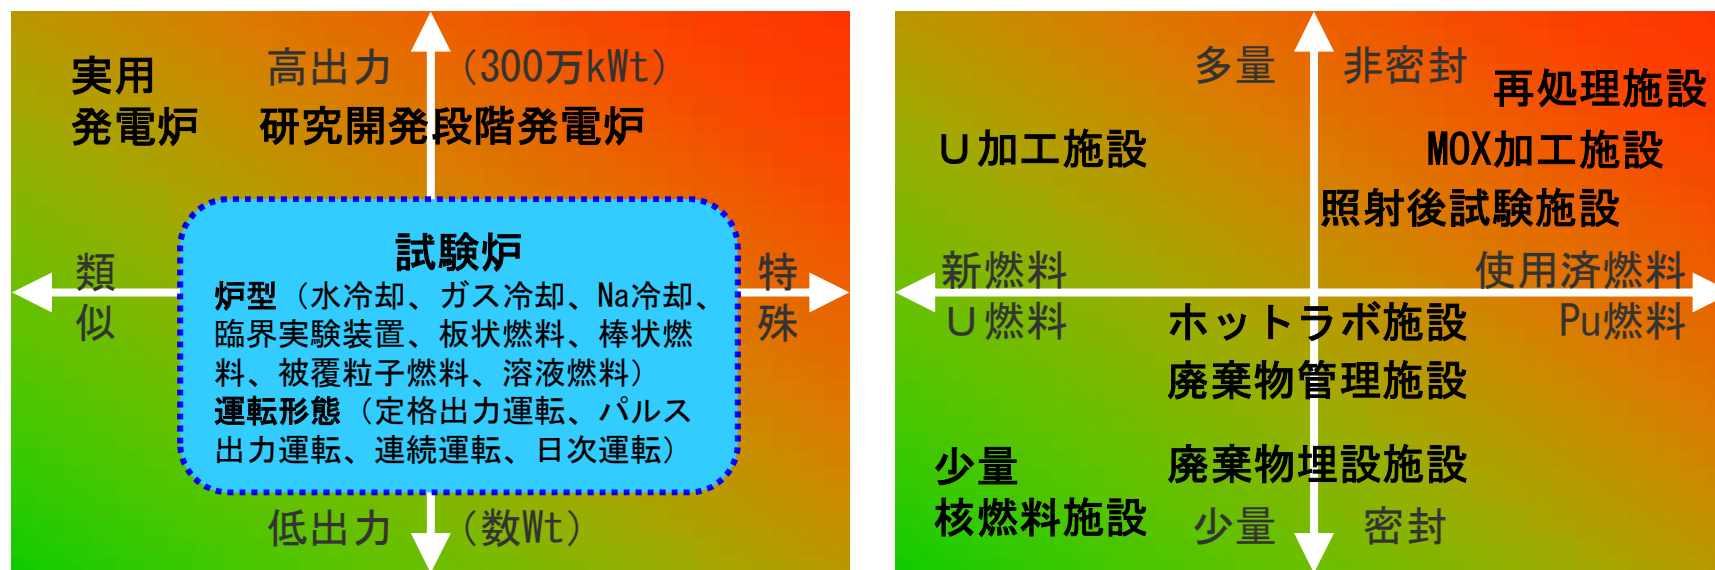 実用
発電炉
高出力 （300万kWt）
研究開発段階発電炉
類
似
特
殊
試験炉
炉型（水冷却、ガス冷却、Na冷却、
臨界実験装置、板状燃料、棒状燃
料、被覆粒子燃料、溶液燃料）
運転形態（定格出力運転、パルス
出力運転、連続運転、日次運転）
低出力 （数Wt）
多量 非密封
再処理施設
U加工施設
MOX加工施設
照射後試験施設
新燃料
U燃料
使用済燃料
Pu燃料
ホットラボ施設
廃棄物管理施設
廃棄物埋設施設
少量
核燃料施設
少量 密封